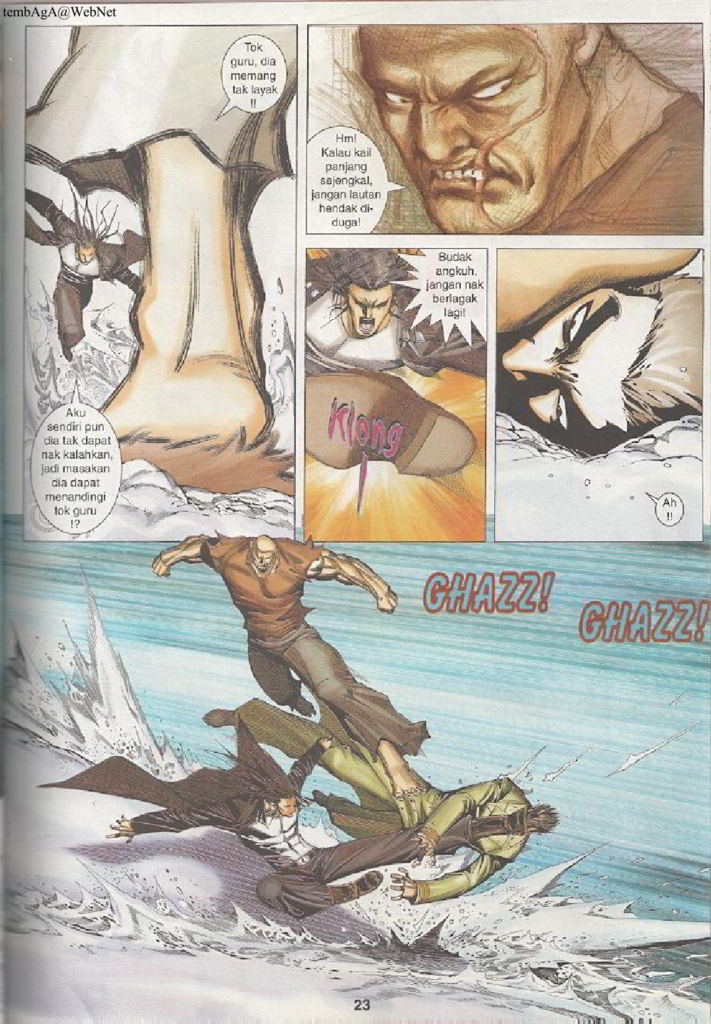 tembAgA@WebNet
Tok
guru, dia
memang
tak layak
!!
Aku
sendiri pun
dia tak dapat
nak kalahkan,
jadi masakan
dia dapat
menandingi
tok guru
!?
Hm!
Kalau kail
panjang
sejengkal,
jangan lautan
hendak di-
duga!
Budak
angkuh,
jangan nak
berlagak
lagi!
Klong
!
Ah
!!
GHAZZ!
GHAZZ!
23